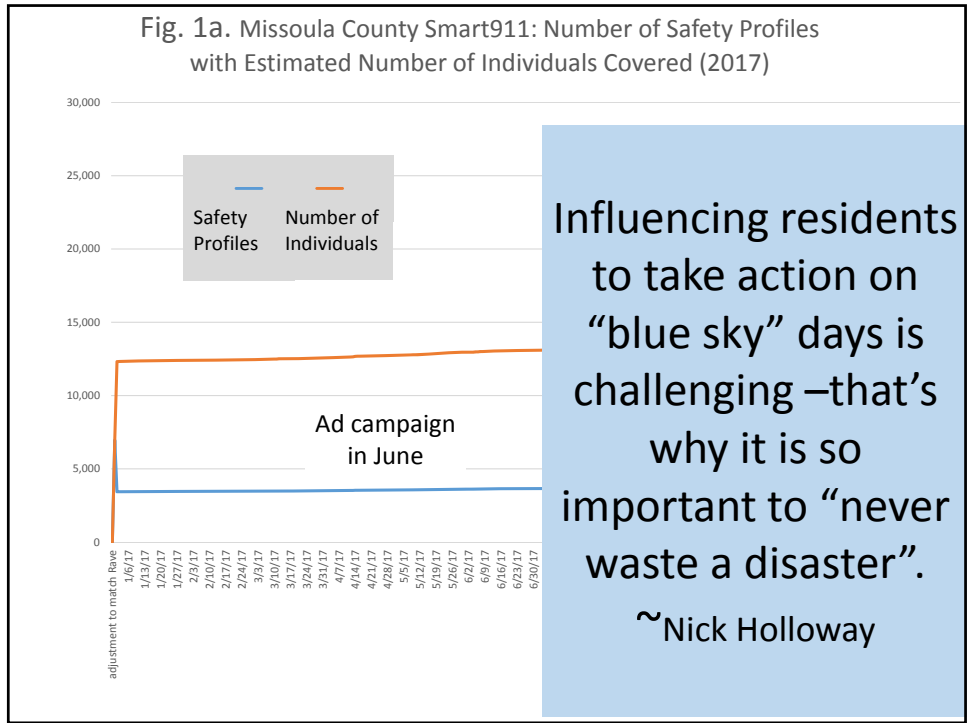 Fig. 1a. Missoula County Smart911: Number of Safety Profiles
with Estimated Number of Individuals Covered (2017)
30,000
25,000
20,000
15,000
10,000
5,000
0
Safety
Profiles
Number of
Individuals
Ad campaign
in June
adjustment to match Rave
1/6/17
1/13/17
1/20/17
1/27/17
2/3/17
2/10/17
2/17/17
2/24/17
3/3/17
3/10/17
3/17/17
3/24/17
3/31/17
4/7/17
4/14/17
4/21/17
4/28/17
5/5/17
5/12/17
5/19/17
5/26/17
6/2/17
6/9/17
6/16/17
6/23/17
6/30/17
Influencing residents
to take action on
“blue sky” days is
challenging –that’s
why it is so
important to “never
waste a disaster”.
~Nick Holloway